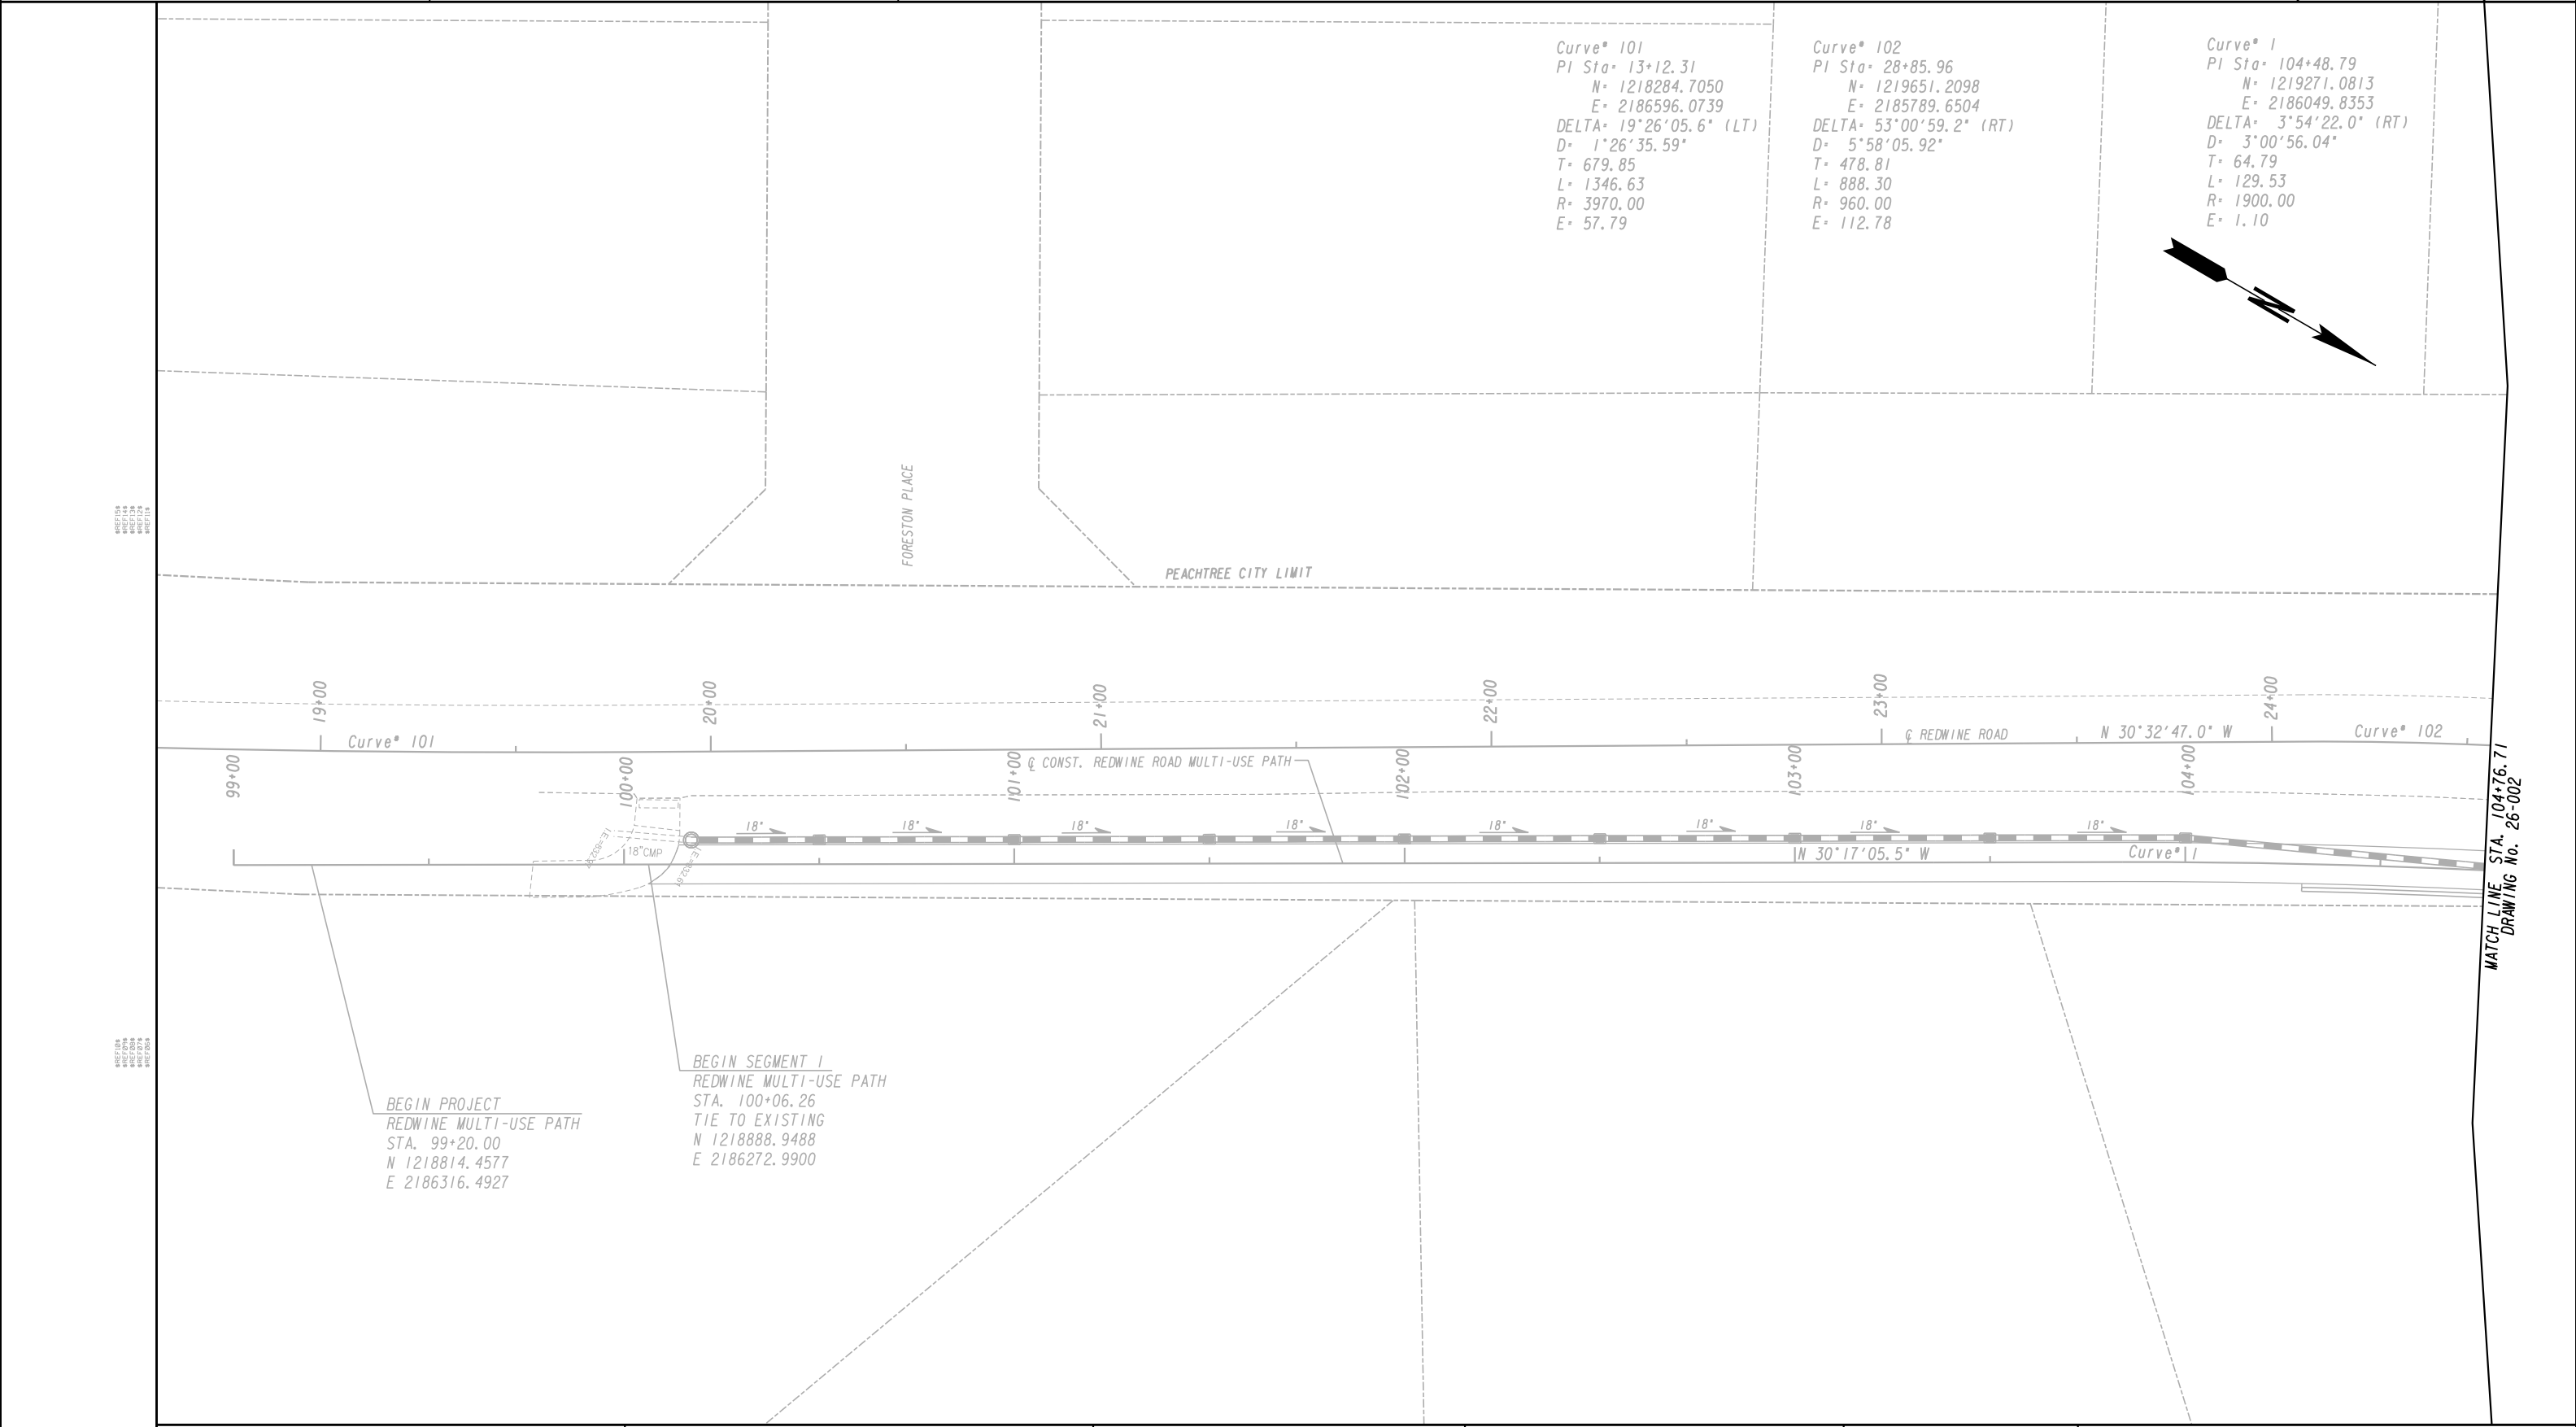 Curve# 101
PI Sta= 13+12.31
N= 1218284.7050
E= 2186596.0739
DELTA= 19°26'05.6" (LT)
D= 1°26'35.59"
T= 679.85
L= 1346.63
R= 3970.00
E= 57.79
Curve# 102
PI Sta= 28+85.96
N= 1219651.2098
E= 2185789.6504
DELTA= 53°00'59.2" (RT)
D= 5°58'05.92"
T= 478.81
L= 888.30
R= 960.00
E= 112.78
Curve# 1
PI Sta= 104+48.79
N= 1219271.0813
E= 2186049.8353
DELTA= 3°54'22.0" (RT)
D= 3°00'56.04"
T= 64.79
L= 129.53
R= 1900.00
E= 1.10
N
$REF15$
$REF14$
$REF13$
$REF12$
$REF11$
FORESTON PLACE
PEACHTREE CITY LIMIT
19+00
20+00
21+00
22+00
23+00
24+00
Curve# 101
℄ REDWINE ROAD
N 30°32'47.0" W
Curve# 102
99+00
100+00
101+00
102+00
103+00
104+00
℄ CONST. REDWINE ROAD MULTI-USE PATH
18"
18"
18"
18"
18"
18"
18"
18"
18"CMP
N 30°17'05.5" W
Curve# 1
MATCH LINE STA. 104+76.71
DRAWING No. 26-002
$REF10$
$REF09$
$REF08$
$REF07$
$REF06$
BEGIN SEGMENT 1
REDWINE MULTI-USE PATH
STA. 100+06.26
TIE TO EXISTING
N 1218888.9488
E 2186272.9900
BEGIN PROJECT
REDWINE MULTI-USE PATH
STA. 99+20.00
N 1218814.4577
E 2186316.4927